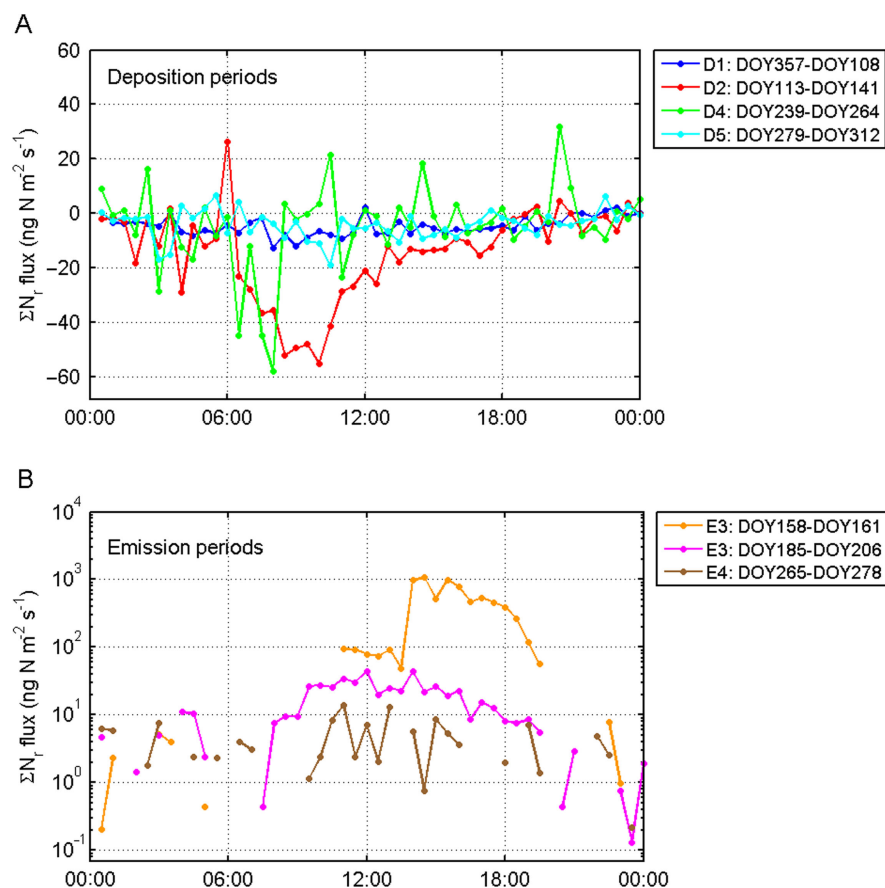 A
60
40
20
0
−20
−40
−60
ΣNr flux (ng N m-2 s-1)
Deposition periods
00:00 06:00 12:00 18:00 00:00
D1: DOY357-DOY108
D2: DOY113-DOY141
D4: DOY239-DOY264
D5: DOY279-DOY312
B
10^4
10^3
10^2
10^1
10^0
10^-1
ΣNr flux (ng N m-2 s-1)
Emission periods
00:00 06:00 12:00 18:00 00:00
E3: DOY158-DOY161
E3: DOY185-DOY206
E4: DOY265-DOY278